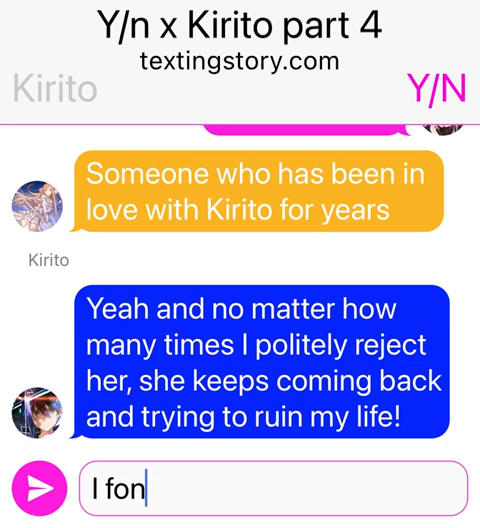 Y/n x Kirito part 4
textingstory.com
Kirito
Y/N
Someone who has been in
love with Kirito for years
Kirito
Yeah and no matter how
many times I politely reject
her, she keeps coming back
and trying to ruin my life!
I fon